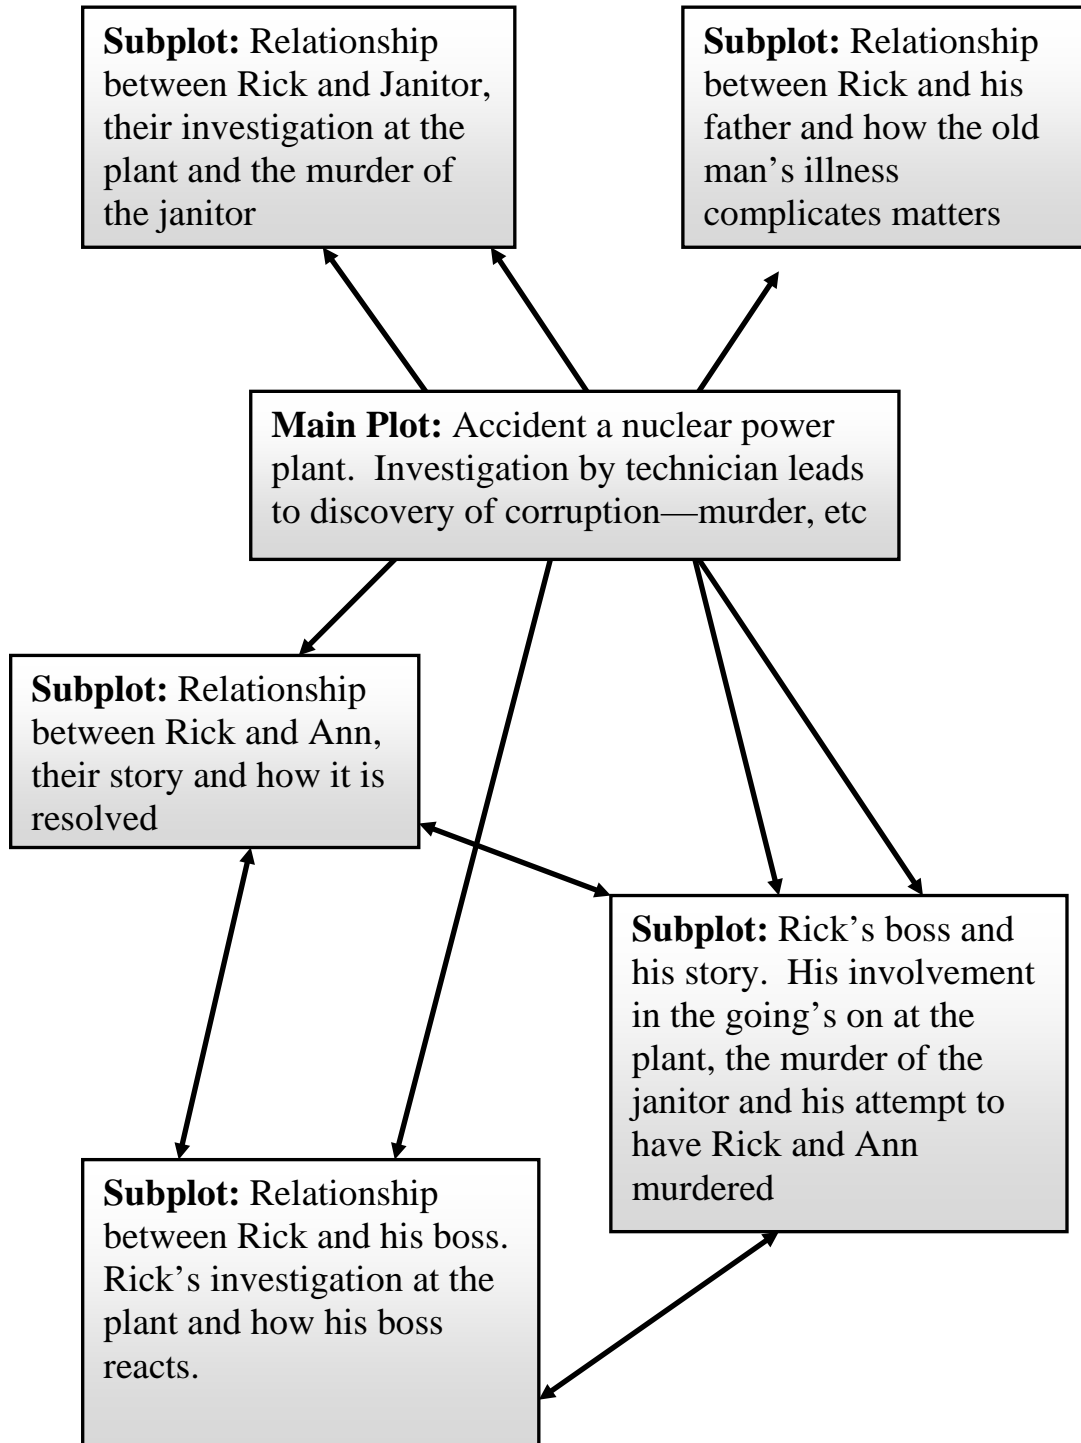 Subplot: Relationship
between Rick and Janitor,
their investigation at the
plant and the murder of
the janitor
Subplot: Relationship
between Rick and his
father and how the old
man’s illness
complicates matters
Main Plot: Accident a nuclear power
plant.  Investigation by technician leads
to discovery of corruption—murder, etc
Subplot: Relationship
between Rick and Ann,
their story and how it is
resolved
Subplot: Rick’s boss and
his story.  His involvement
in the going’s on at the
plant, the murder of the
janitor and his attempt to
have Rick and Ann
murdered
Subplot: Relationship
between Rick and his boss.
Rick’s investigation at the
plant and how his boss
reacts.